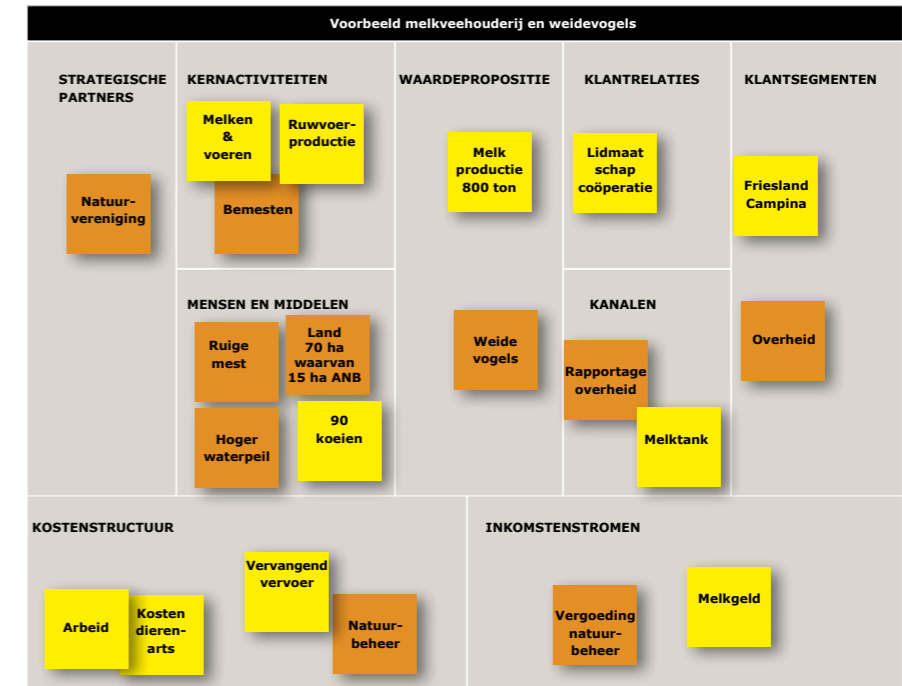 Voorbeeld melkveehouderij en weidevogels
STRATEGISCHE
PARTNERS
Natuur-
vereniging
KERNACTIVITEITEN
Melken
&
voeren
Ruwvoer-
productie
Bemesten
MENSEN EN MIDDELEN
Ruige
mest
Land
70 ha
waarvan
15 ha ANB
Hoger
waterpeil
90
koeien
WAARDEPROPOSITIE
Melk
productie
800 ton
Weide
vogels
KLANTRELATIES
Lidmaat
schap
coöperatie
KANALEN
Rapportage
overheid
Melktank
KLANTSEGMENTEN
Friesland
Campina
Overheid
KOSTENSTRUCTUUR
Arbeid
Kosten
dieren-
arts
Vervangend
vervoer
Natuur-
beheer
INKOMSTENSTROMEN
Vergoeding
natuur-
beheer
Melkgeld